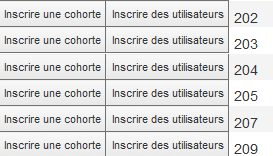 Inscrire une cohorte Inscrire des utilisateurs 202
Inscrire une cohorte Inscrire des utilisateurs 203
Inscrire une cohorte Inscrire des utilisateurs 204
Inscrire une cohorte Inscrire des utilisateurs 205
Inscrire une cohorte Inscrire des utilisateurs 207
Inscrire une cohorte Inscrire des utilisateurs 209